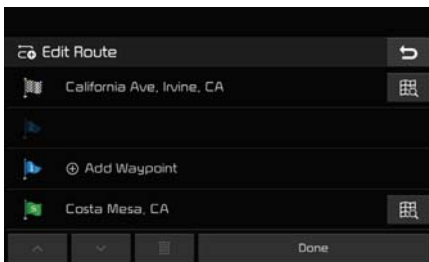 Edit Route
California Ave, Irvine, CA
Add Waypoint
Costa Mesa, CA
Done